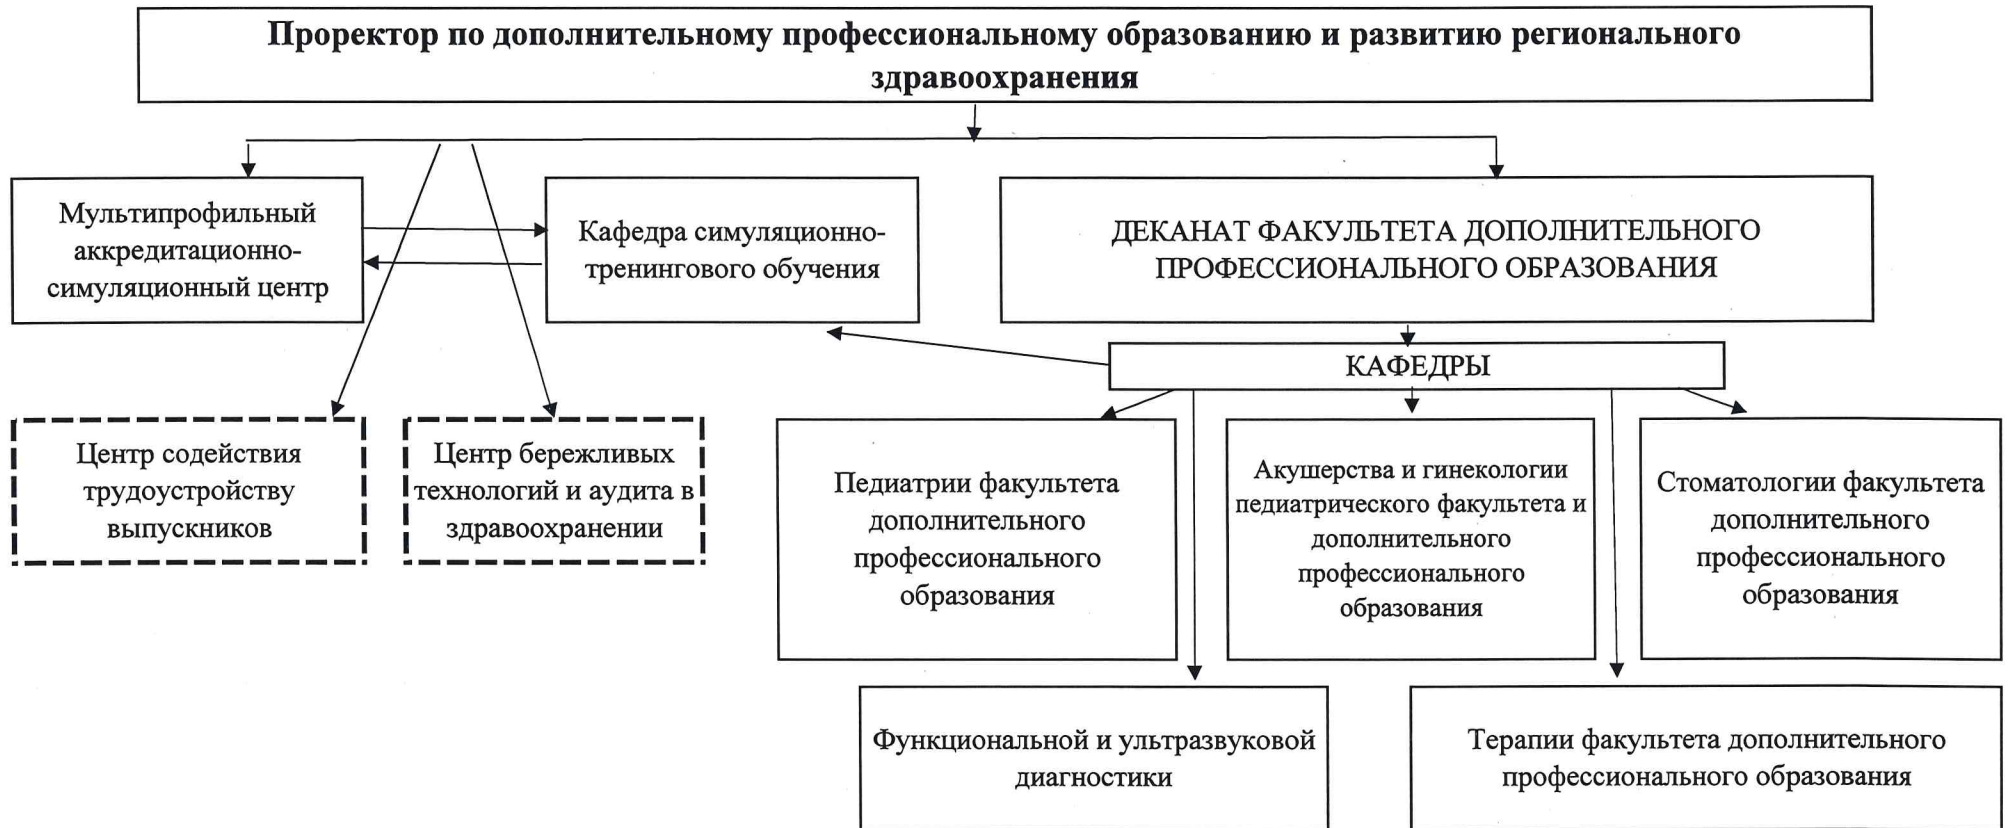 Проректор по дополнительному профессиональному образованию и развитию регионального
здравоохранения
Мультипрофильный
аккредитационно-
симуляционный центр
Кафедра симуляционно-
тренингового обучения
ДЕКАНАТ ФАКУЛЬТЕТА ДОПОЛНИТЕЛЬНОГО
ПРОФЕССИОНАЛЬНОГО ОБРАЗОВАНИЯ
КАФЕДРЫ
Центр содействия
трудоустройству
выпускников
Центр бережливых
технологий и аудита в
здравоохранении
Педиатрии факультета
дополнительного
профессионального
образования
Акушерства и гинекологии
педиатрического факультета и
дополнительного
профессионального
образования
Стоматологии факультета
дополнительного
профессионального
образования
Функциональной и ультразвуковой
диагностики
Терапии факультета дополнительного
профессионального образования